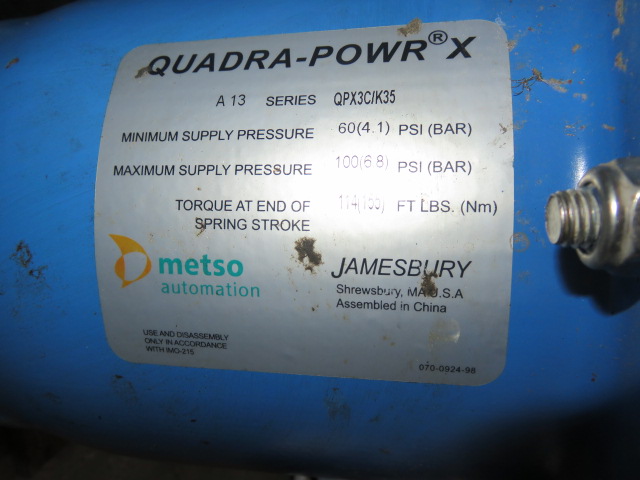 QUADRA-POWR® X
A 13 SERIES QPX3C/K35
MINIMUM SUPPLY PRESSURE 60(4.1) PSI (BAR)
MAXIMUM SUPPLY PRESSURE 100(6.8) PSI (BAR)
TORQUE AT END OF FT LBS. (Nm)
SPRING STROKE
metso
automation
JAMESBURY
Shrewsbury, MA U.S.A
Assembled in China
USE AND DISASSEMBLY
ONLY IN ACCORDANCE
WITH IMO-215
070-0924-98